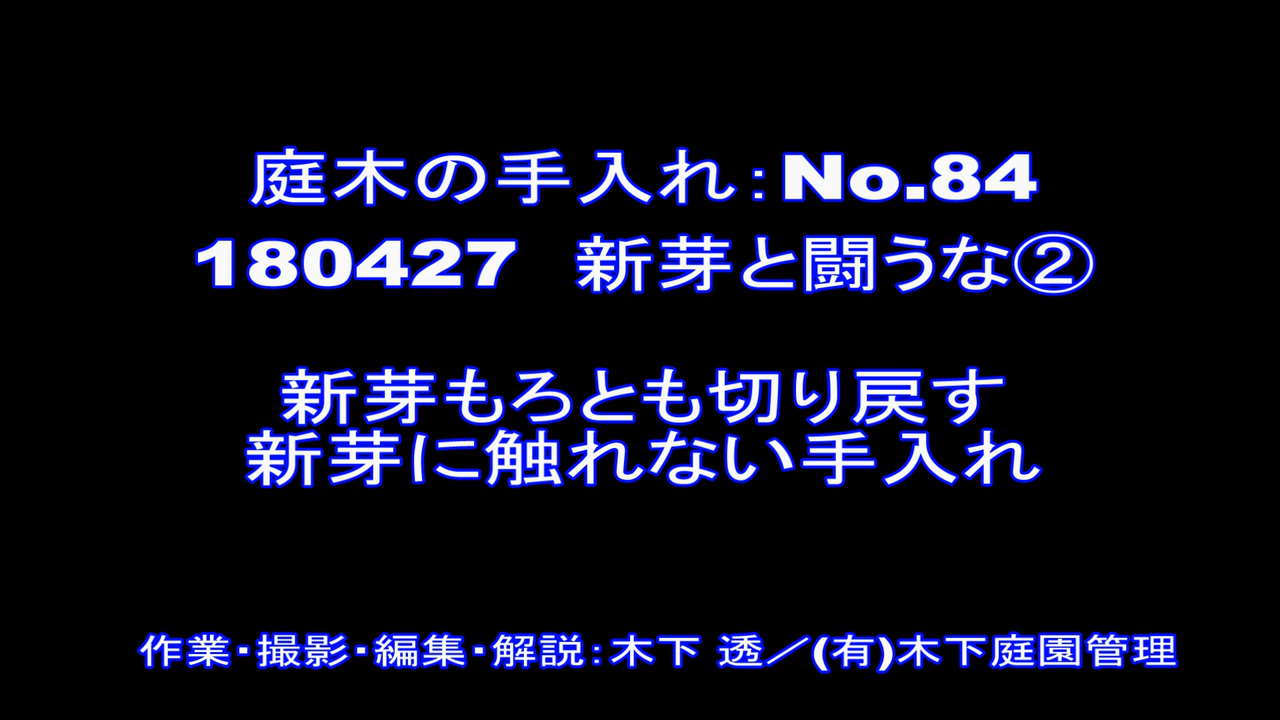 庭木の手入れ：No.84
180427　新芽と闘うな②
新芽もろとも切り戻す
新芽に触れない手入れ
作業・撮影・編集・解説：木下 透／(有)木下庭園管理